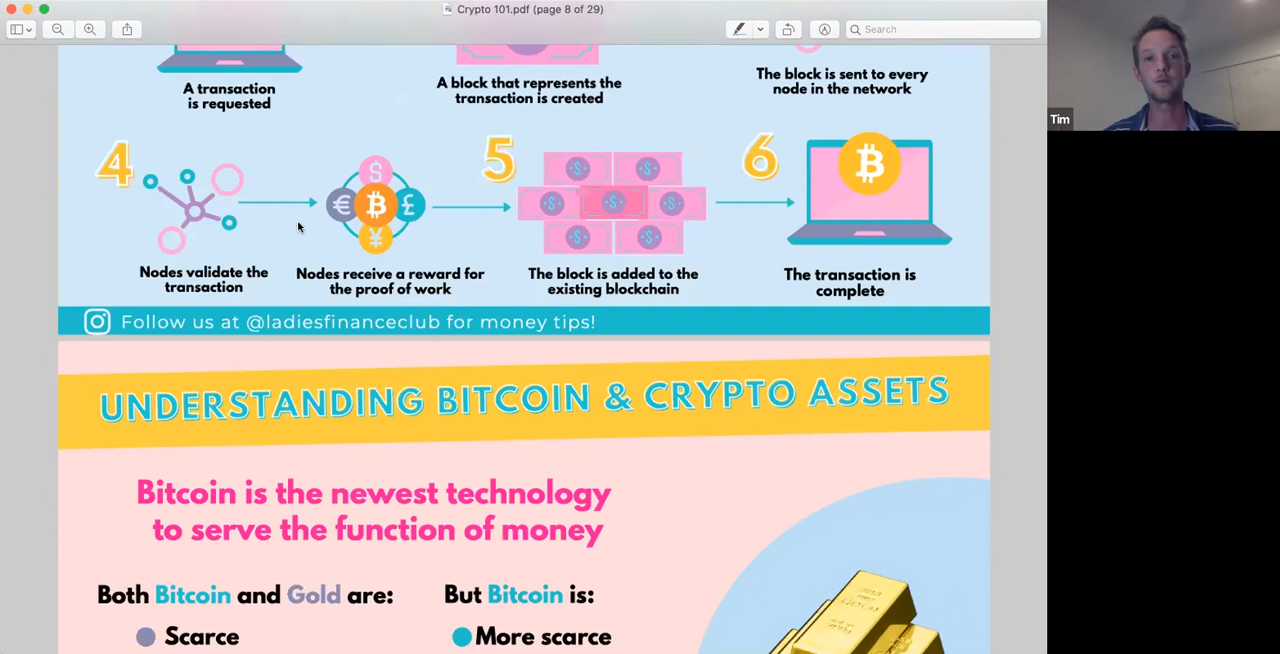 Crypto 101.pdf (page 8 of 29)
Search
Tim
A transaction
is requested
A block that represents the
transaction is created
The block is sent to every
node in the network
4
5
6
$
€
₿
£
¥
$
$
$
$
$
$
$
₿
Nodes validate the
transaction
Nodes receive a reward for
the proof of work
The block is added to the
existing blockchain
The transaction is
complete
Follow us at @ladiesfinanceclub for money tips!
UNDERSTANDING BITCOIN & CRYPTO ASSETS
Bitcoin is the newest technology
to serve the function of money
Both Bitcoin and Gold are:
Scarce
But Bitcoin is:
More scarce